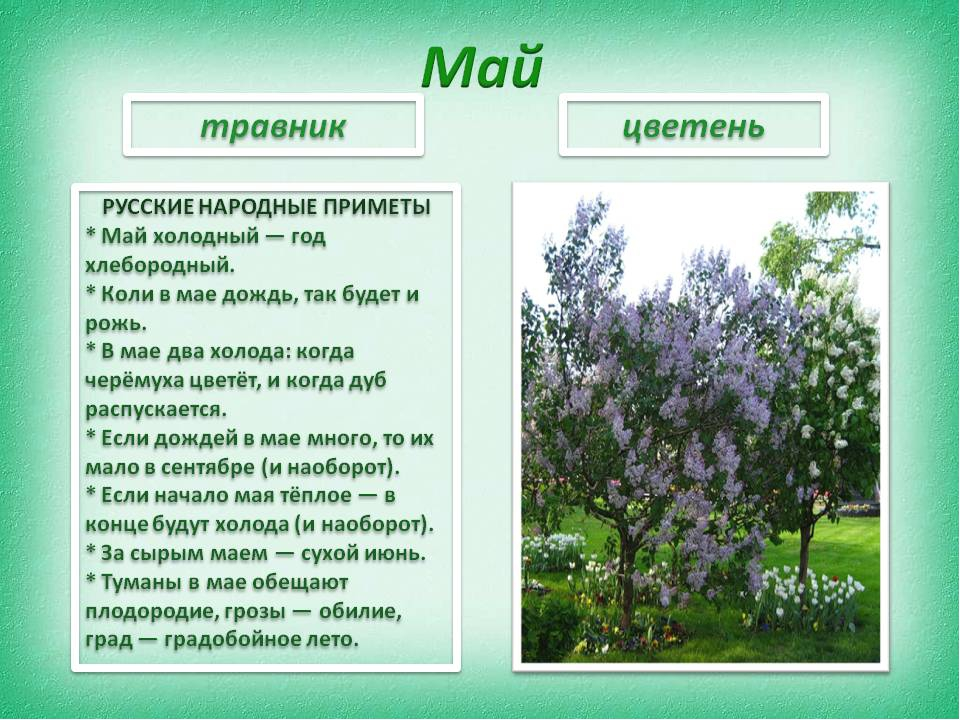 Май
травник
цветень
РУССКИЕ НАРОДНЫЕ ПРИМЕТЫ
* Май холодный — год
хлебородный.
* Коли в мае дождь, так будет и
рожь.
* В мае два холода: когда
черёмуха цветёт, и когда дуб
распускается.
* Если дождей в мае много, то их
мало в сентябре (и наоборот).
* Если начало мая тёплое — в
конце будут холода (и наоборот).
* За сырым маем — сухой июнь.
* Туманы в мае обещают
плодородие, грозы — обилие,
град — градобойное лето.